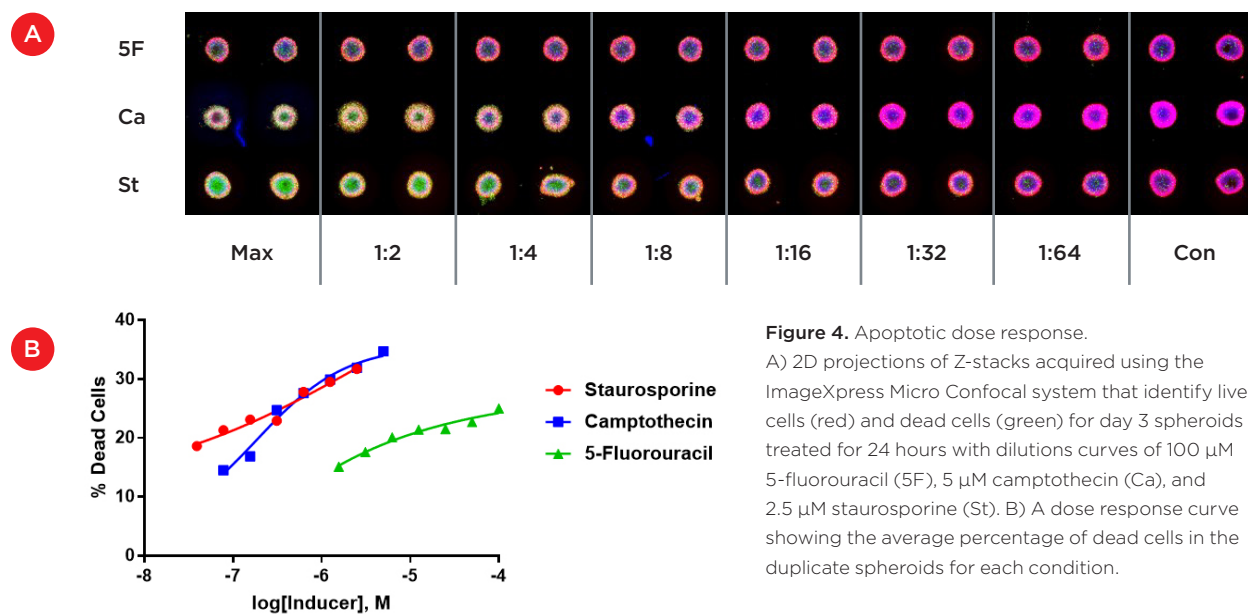 A
5F
Ca
St
Max 1:2 1:4 1:8 1:16 1:32 1:64 Con
B
% Dead Cells
40
30
20
10
0
-8 -7 -6 -5 -4
log[Inducer], M
Staurosporine
Camptothecin
5-Fluorouracil
Figure 4. Apoptotic dose response.
A) 2D projections of Z-stacks acquired using the
ImageXpress Micro Confocal system that identify live
cells (red) and dead cells (green) for day 3 spheroids
treated for 24 hours with dilutions curves of 100 μM
5-fluorouracil (5F), 5 μM camptothecin (Ca), and
2.5 μM staurosporine (St). B) A dose response curve
showing the average percentage of dead cells in the
duplicate spheroids for each condition.